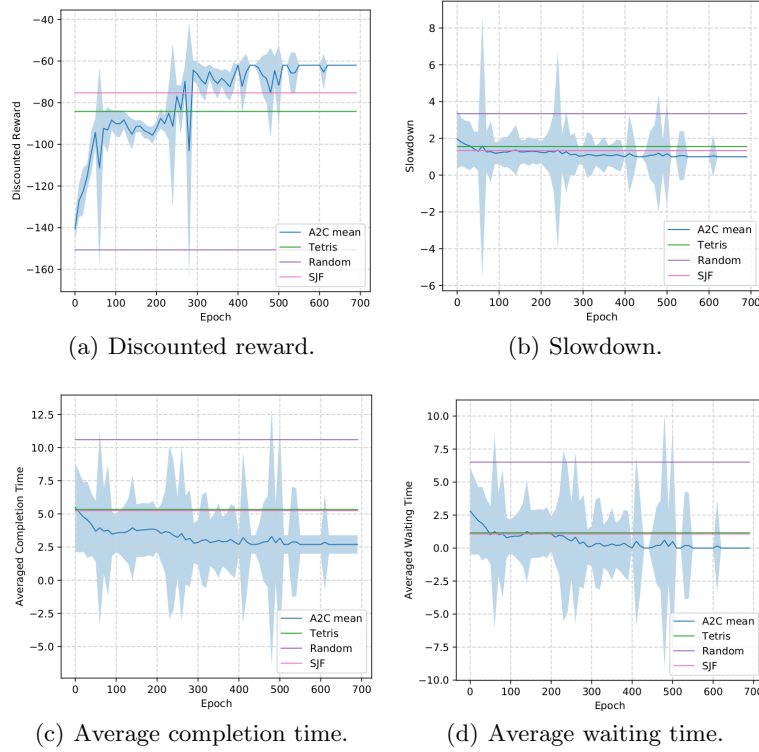 −40
−60
−80
−100
−120
−140
−160
Discounted Reward
0 100 200 300 400 500 600 700
Epoch
A2C mean
Tetris
Random
SJF
(a) Discounted reward.
8
6
4
2
0
−2
−4
−6
Slowdown
0 100 200 300 400 500 600 700
Epoch
A2C mean
Tetris
Random
SJF
(b) Slowdown.
12.5
10.0
7.5
5.0
2.5
0.0
−2.5
−5.0
Averaged Completion Time
0 100 200 300 400 500 600 700
Epoch
A2C mean
Tetris
Random
SJF
(c) Average completion time.
10.0
7.5
5.0
2.5
0.0
−2.5
−5.0
−7.5
−10.0
Averaged Waiting Time
0 100 200 300 400 500 600 700
Epoch
A2C mean
Tetris
Random
SJF
(d) Average waiting time.